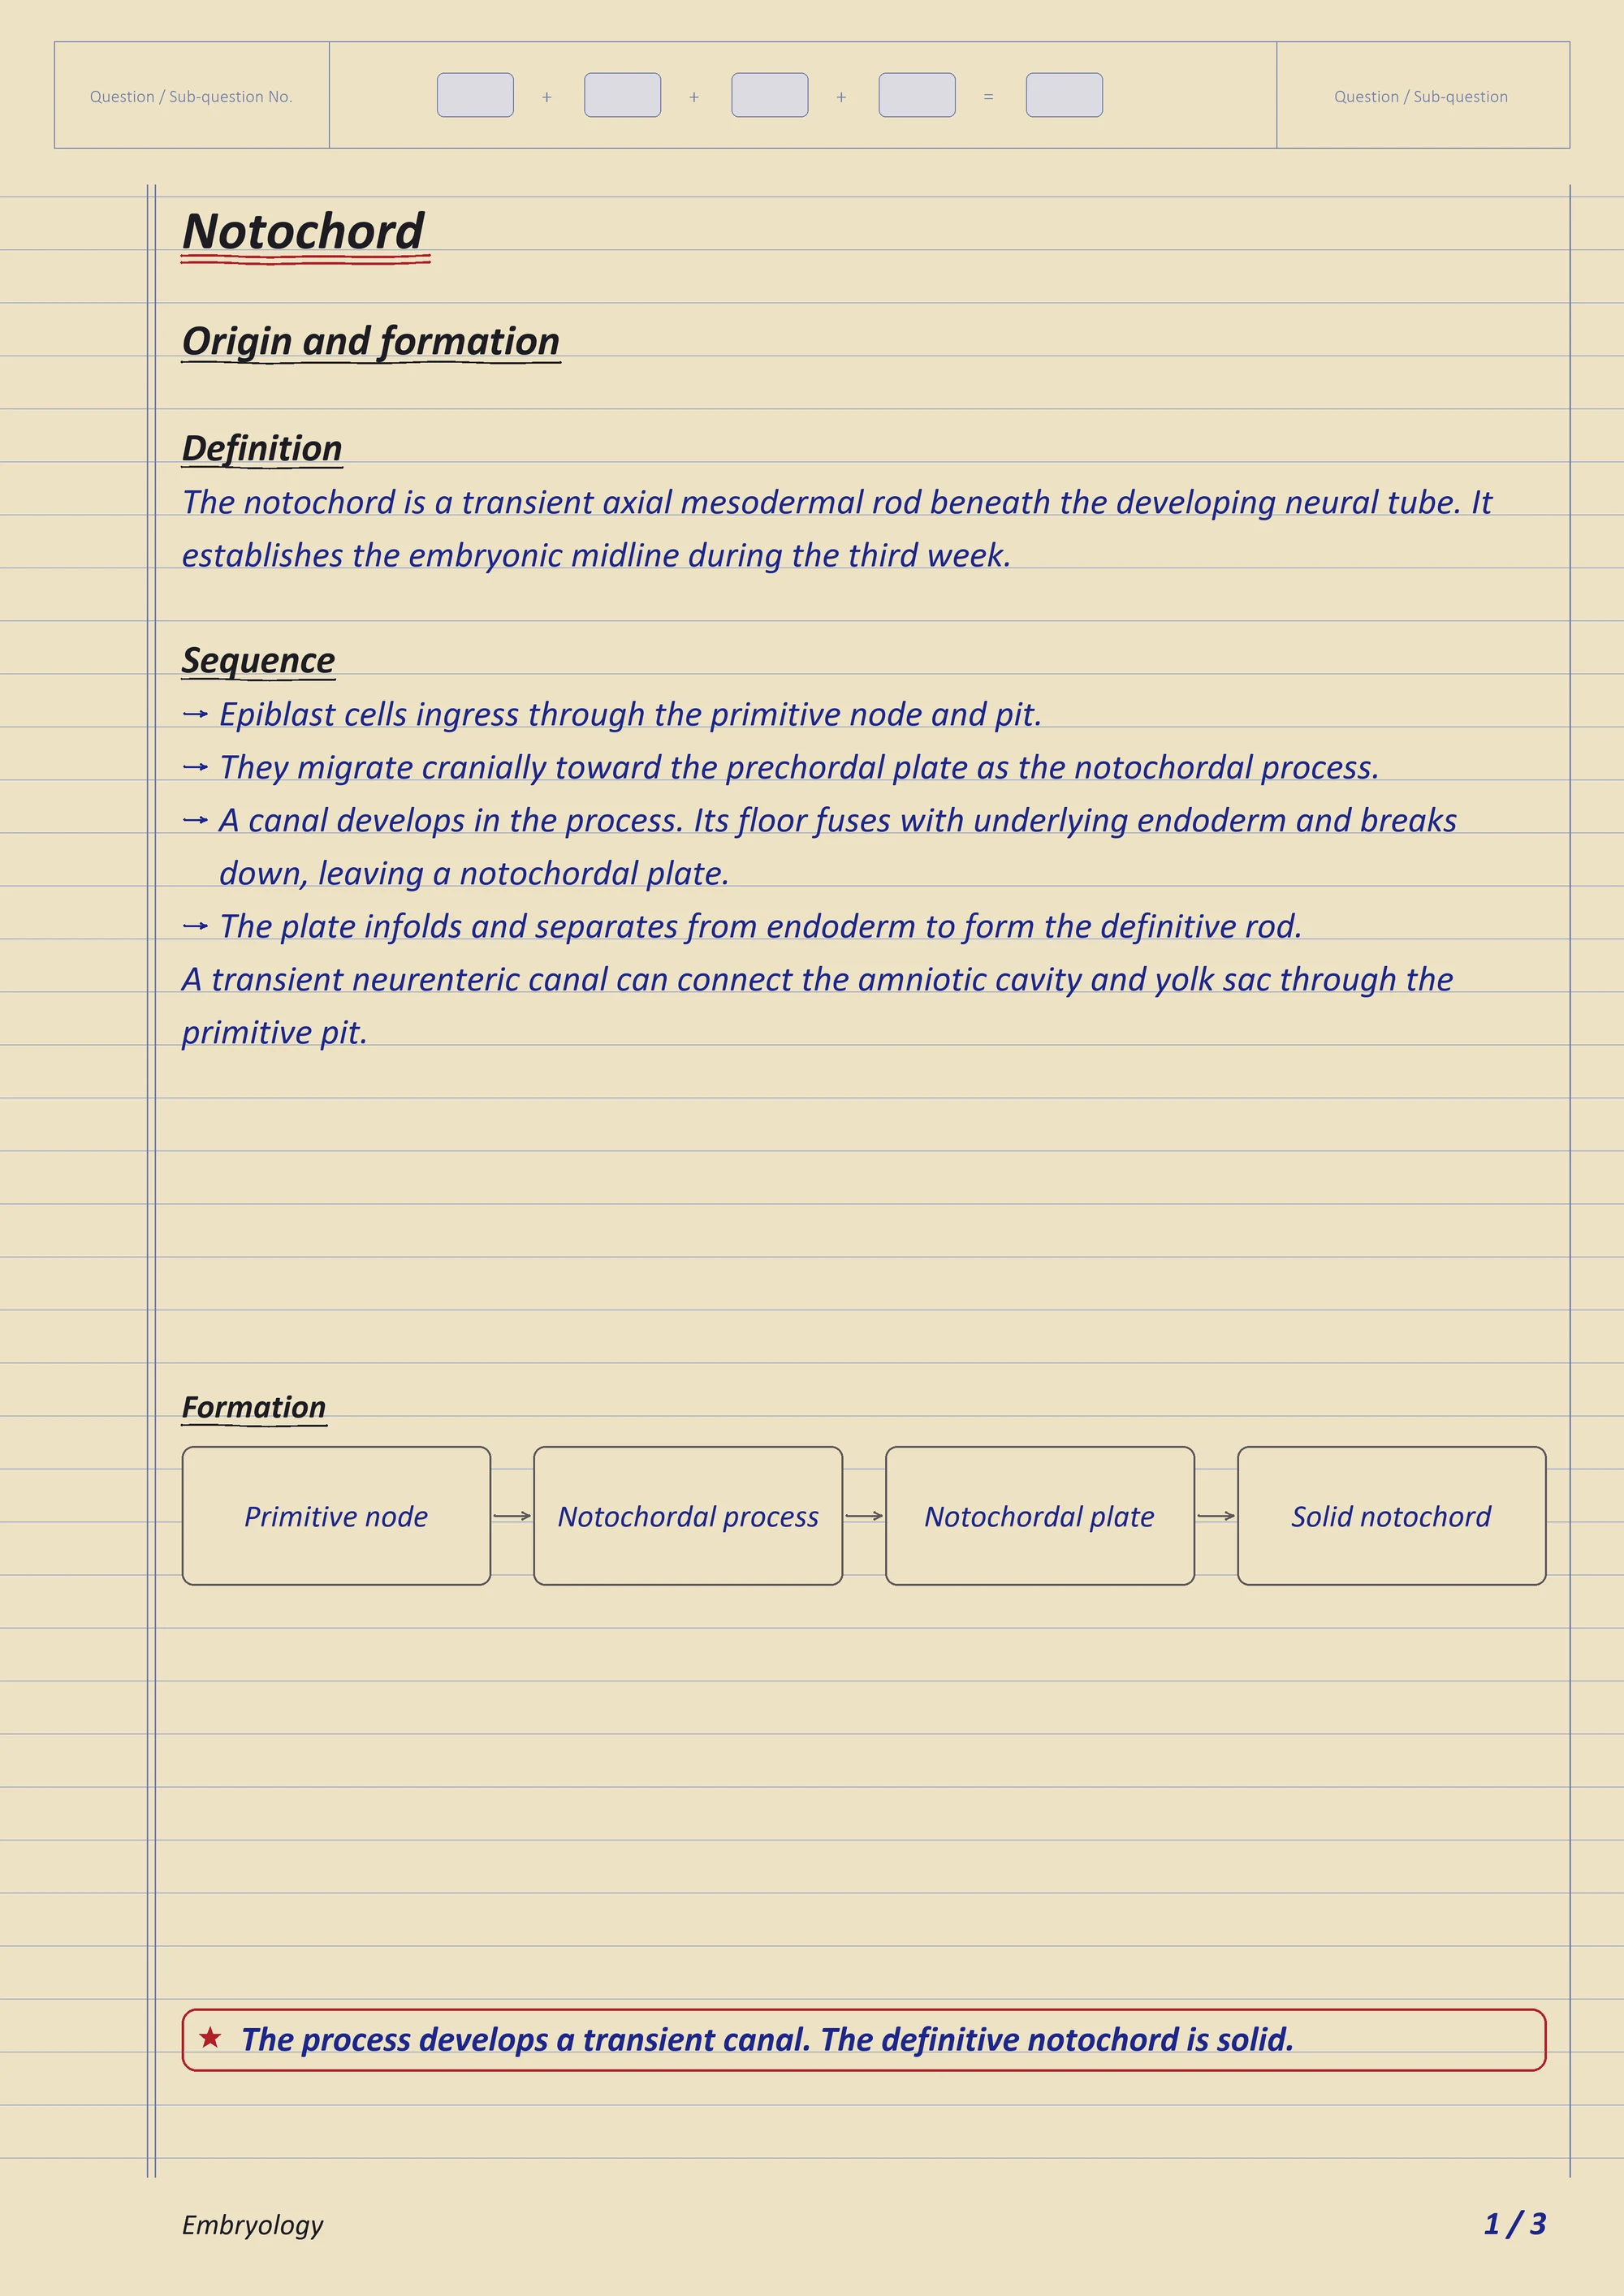 Question / Sub-question No.
+ + + =
Question / Sub-question
Notochord
Origin and formation
Definition
The notochord is a transient axial mesodermal rod beneath the developing neural tube. It
establishes the embryonic midline during the third week.
Sequence
→ Epiblast cells ingress through the primitive node and pit.
→ They migrate cranially toward the prechordal plate as the notochordal process.
→ A canal develops in the process. Its floor fuses with underlying endoderm and breaks
down, leaving a notochordal plate.
→ The plate infolds and separates from endoderm to form the definitive rod.
A transient neurenteric canal can connect the amniotic cavity and yolk sac through the
primitive pit.
Formation
Primitive node → Notochordal process → Notochordal plate → Solid notochord
★ The process develops a transient canal. The definitive notochord is solid.
Embryology
1 / 3